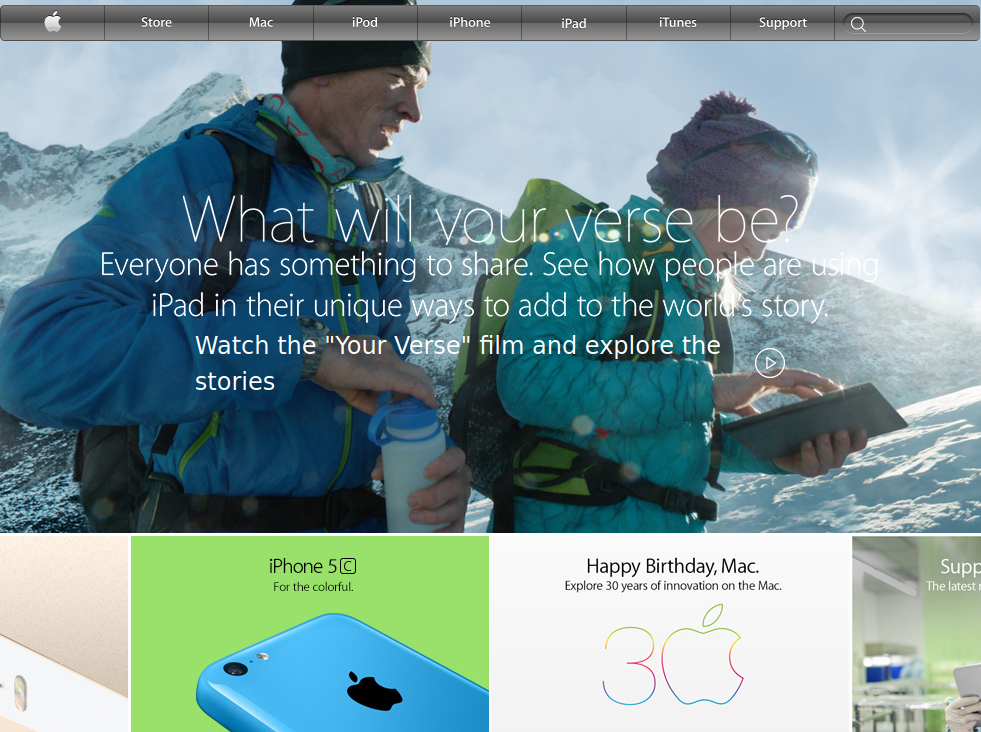 Store
Mac
iPod
iPhone
iPad
iTunes
Support
What will your verse be?
Everyone has something to share. See how people are using
iPad in their unique ways to add to the world's story.
Watch the "Your Verse" film and explore the
stories
iPhone 5C
For the colorful.
Happy Birthday, Mac.
Explore 30 years of innovation on the Mac.
30
The latest